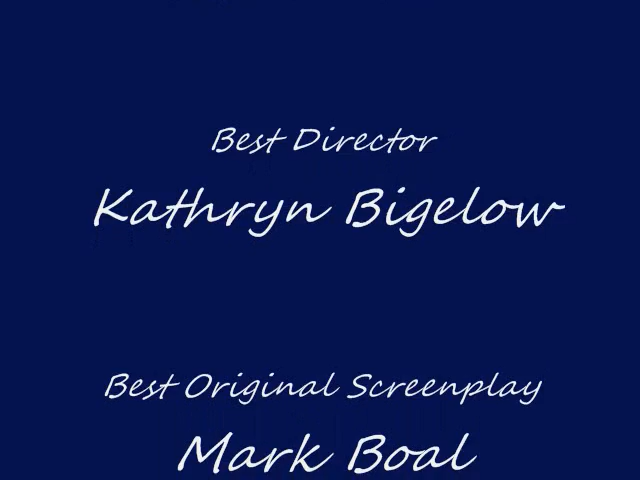 Best Director
Kathryn Bigelow
Best Original Screenplay
Mark Boal